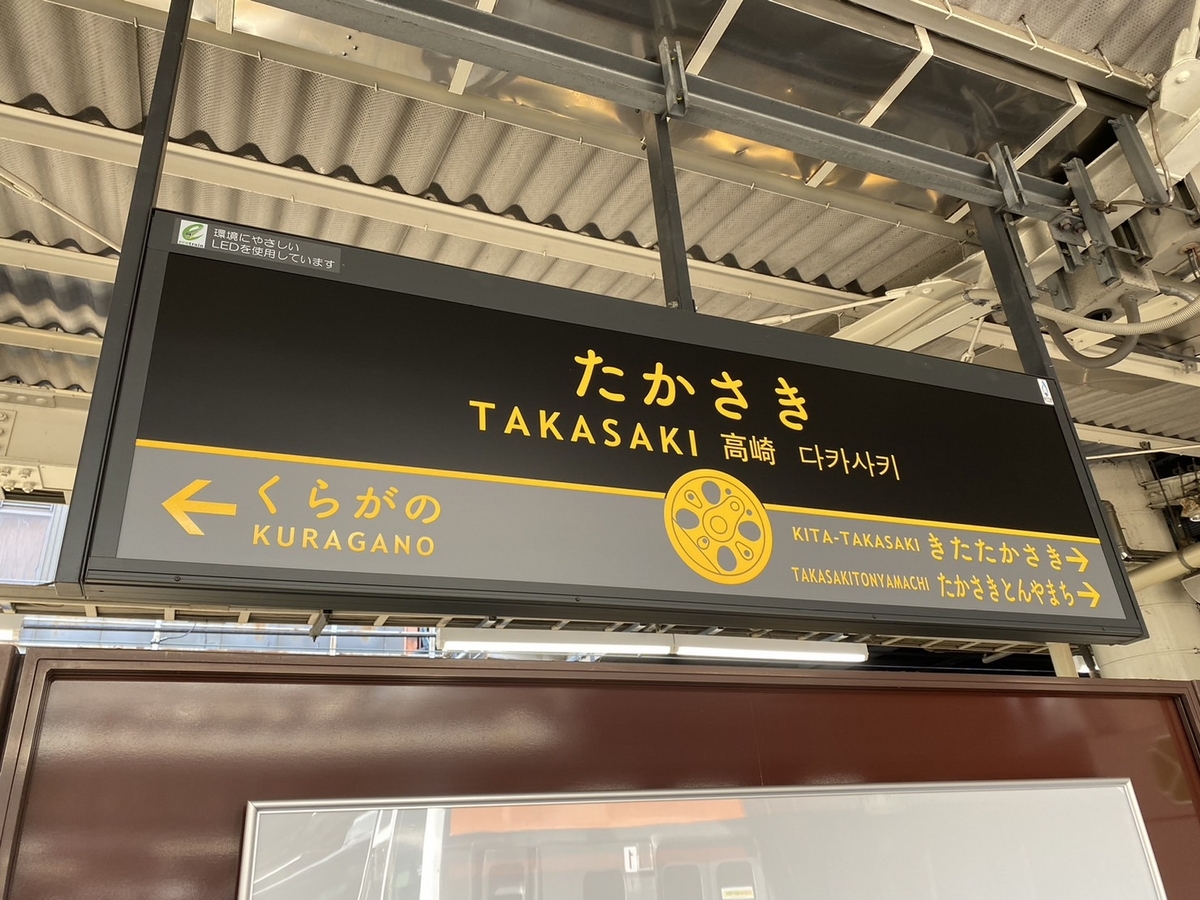 環境にやさしい
LEDを使用しています
たかさき
TAKASAKI 高崎 다카사키
← くらがの
KURAGANO
KITA-TAKASAKI きたたかさき →
TAKASAKITONYAMACHI たかさきとんやまち →
1